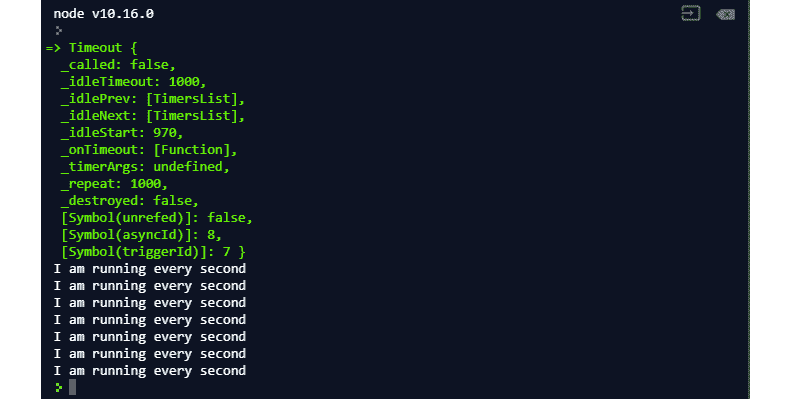 node v10.16.0
>
=> Timeout {
  _called: false,
  _idleTimeout: 1000,
  _idlePrev: [TimersList],
  _idleNext: [TimersList],
  _idleStart: 970,
  _onTimeout: [Function],
  _timerArgs: undefined,
  _repeat: 1000,
  _destroyed: false,
  [Symbol(unrefed)]: false,
  [Symbol(asyncId)]: 8,
  [Symbol(triggerId)]: 7 }
I am running every second
I am running every second
I am running every second
I am running every second
I am running every second
I am running every second
I am running every second
>